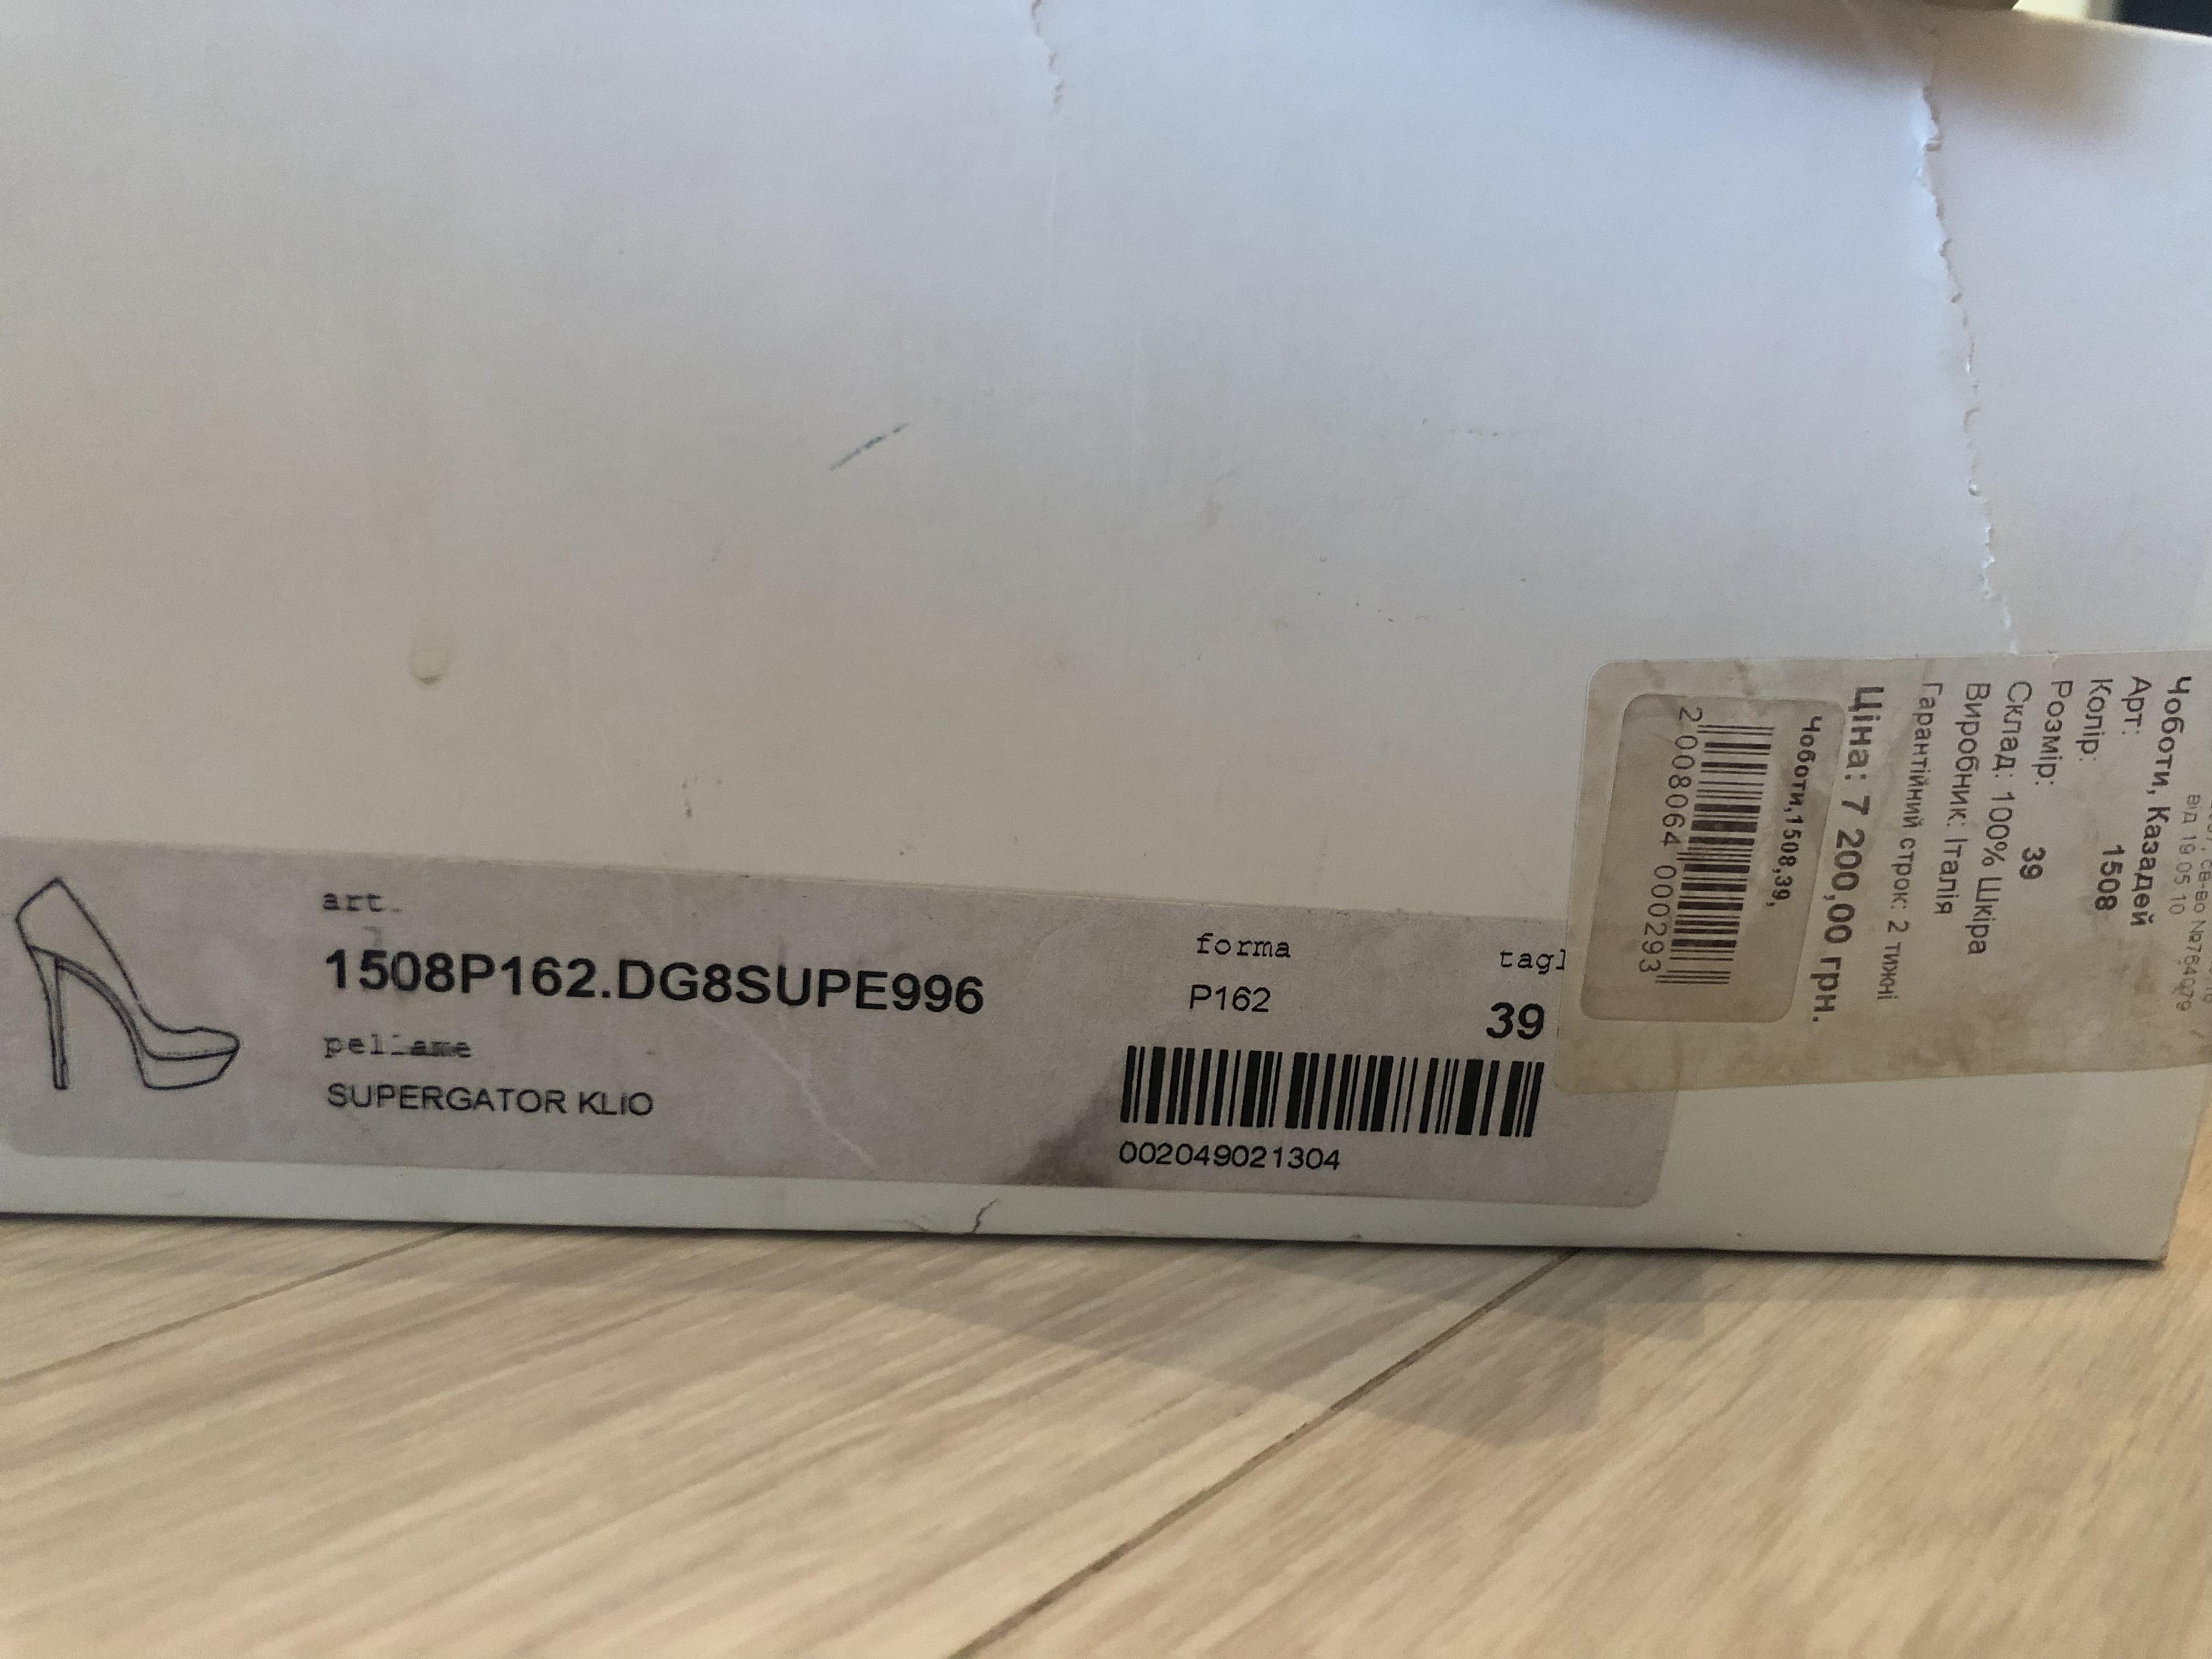 art.
1508P162.DG8SUPE996
pellame
SUPERGATOR KLIO
forma
P162
tagl
39
002049021304
від 19 05 10
Чоботи, Казадей
Арт: 1508
Колір:
Розмір: 39
Склад: 100% Шкіра
Виробник: Італія
Гарантійний строк: 2 тижні
Ціна: 7 200,00 грн.
Чоботи,1508,39,
2 008064 000293